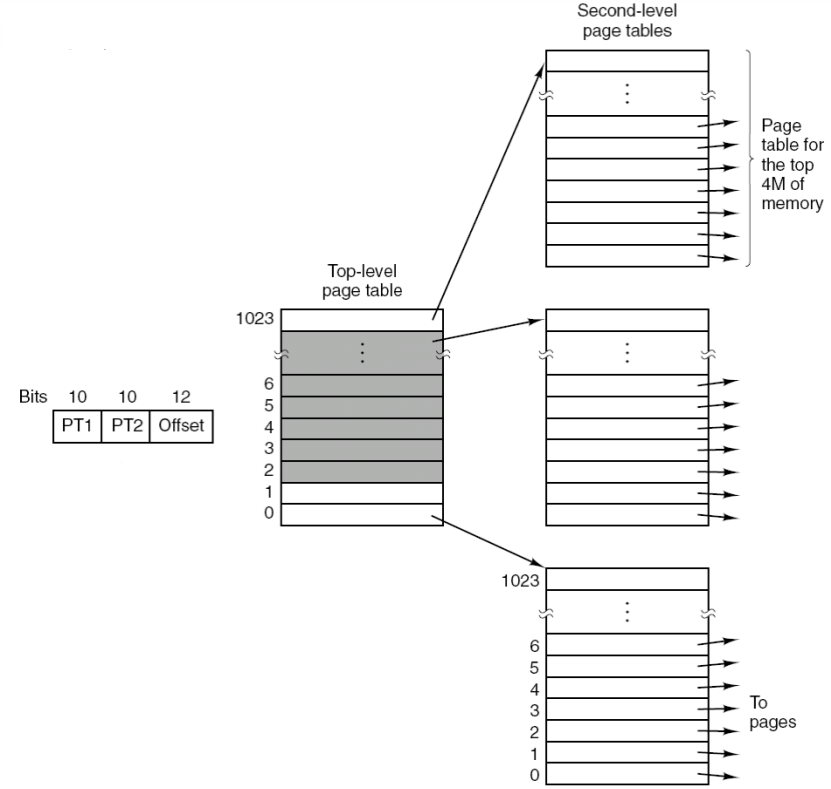 Second-level
page tables
Page
table for
the top
4M of
memory
Top-level
page table
1023
6
5
4
3
2
1
0
Bits 10 10 12
PT1 PT2 Offset
1023
6
5
4
3
2
1
0
To
pages